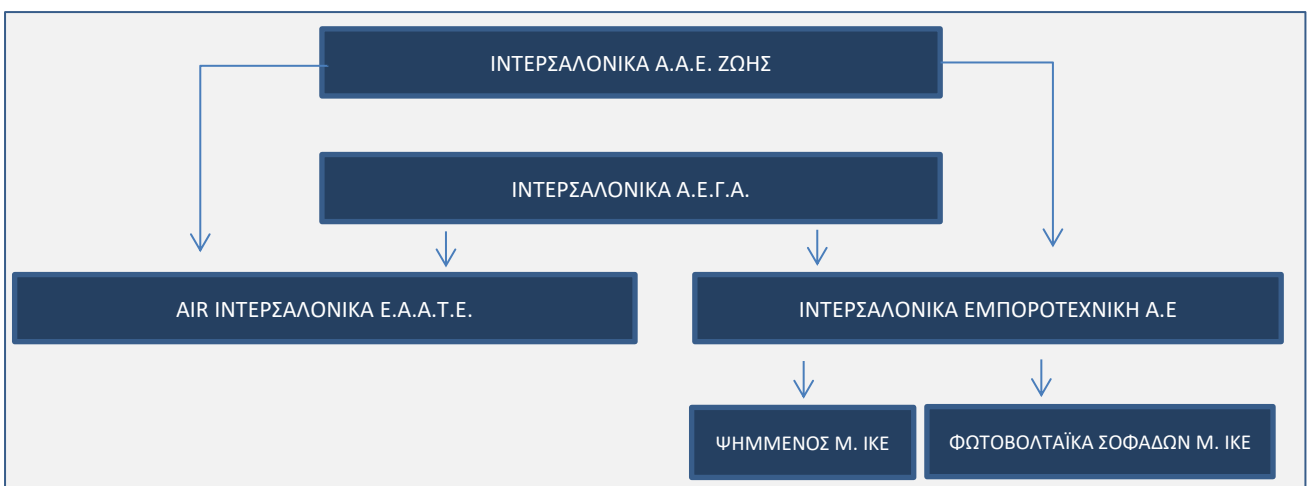 ΙΝΤΕΡΣΑΛΟΝΙΚΑ Α.Α.Ε. ΖΩΗΣ
ΙΝΤΕΡΣΑΛΟΝΙΚΑ Α.Ε.Γ.Α.
AIR ΙΝΤΕΡΣΑΛΟΝΙΚΑ Ε.Α.Α.Τ.Ε.
ΙΝΤΕΡΣΑΛΟΝΙΚΑ ΕΜΠΟΡΟΤΕΧΝΙΚΗ Α.Ε
ΨΗΜΜΕΝΟΣ Μ. ΙΚΕ
ΦΩΤΟΒΟΛΤΑΪΚΑ ΣΟΦΑΔΩΝ Μ. ΙΚΕ